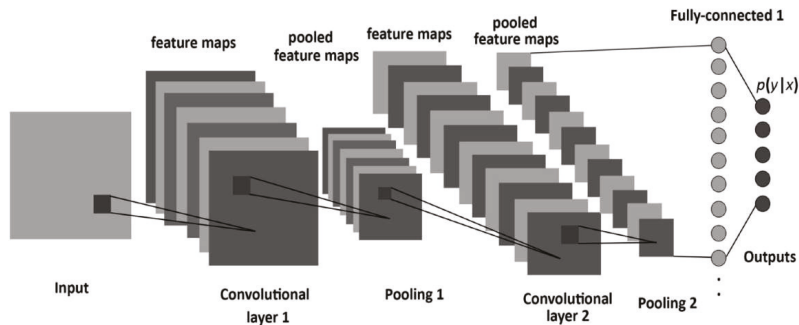 Fully-connected 1
pooled
feature maps
feature maps
pooled
feature maps
feature maps
p(y|x)
Outputs
Input
Convolutional
layer 1
Pooling 1
Convolutional
layer 2
Pooling 2